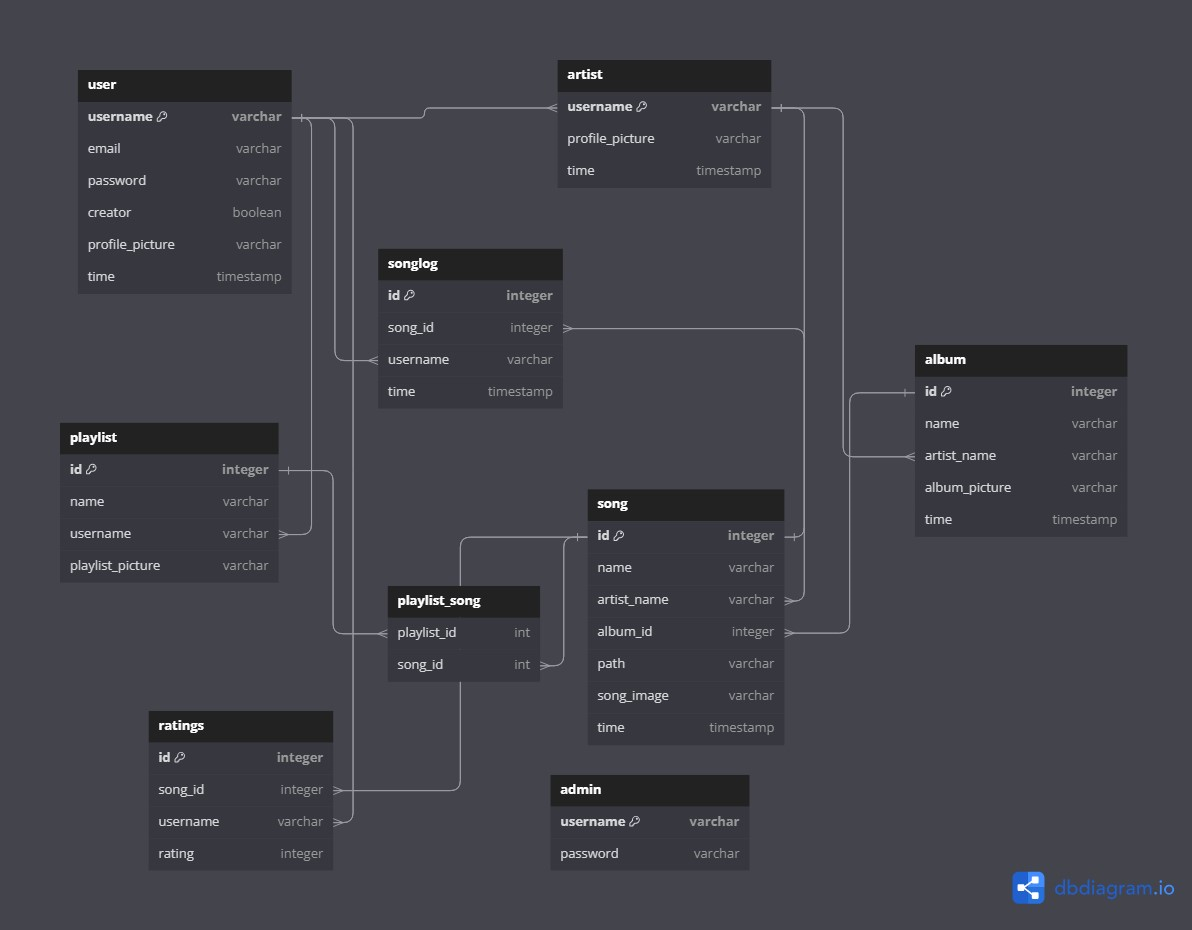 user
username varchar
email varchar
password varchar
creator boolean
profile_picture varchar
time timestamp
artist
username varchar
profile_picture varchar
time timestamp
songlog
id integer
song_id integer
username varchar
time timestamp
album
id integer
name varchar
artist_name varchar
album_picture varchar
time timestamp
playlist
id integer
name varchar
username varchar
playlist_picture varchar
song
id integer
name varchar
artist_name varchar
album_id integer
path varchar
song_image varchar
time timestamp
playlist_song
playlist_id int
song_id int
ratings
id integer
song_id integer
username varchar
rating integer
admin
username varchar
password varchar
dbdiagram.io